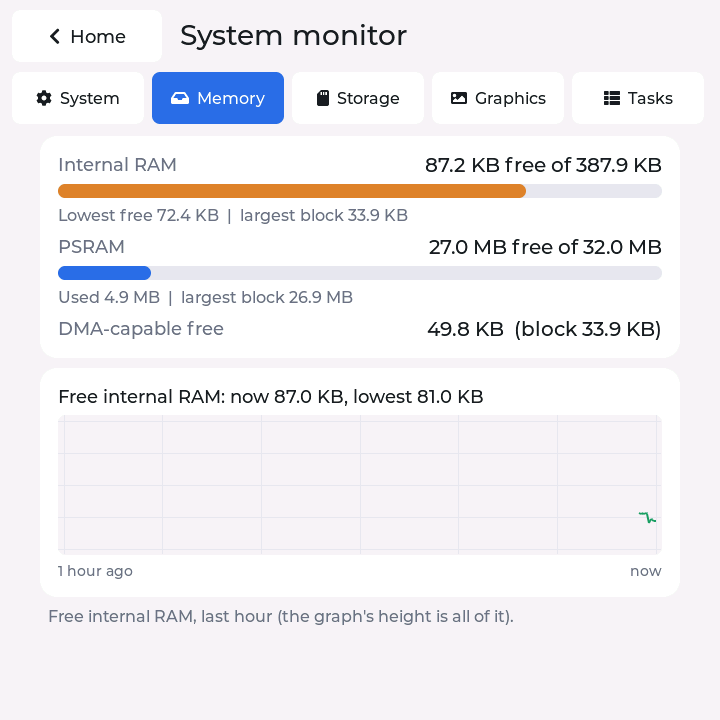 Home
System monitor
System
Memory
Storage
Graphics
Tasks
Internal RAM
87.2 KB free of 387.9 KB
Lowest free 72.4 KB | largest block 33.9 KB
PSRAM
27.0 MB free of 32.0 MB
Used 4.9 MB | largest block 26.9 MB
DMA-capable free
49.8 KB (block 33.9 KB)
Free internal RAM: now 87.0 KB, lowest 81.0 KB
1 hour ago
now
Free internal RAM, last hour (the graph's height is all of it).